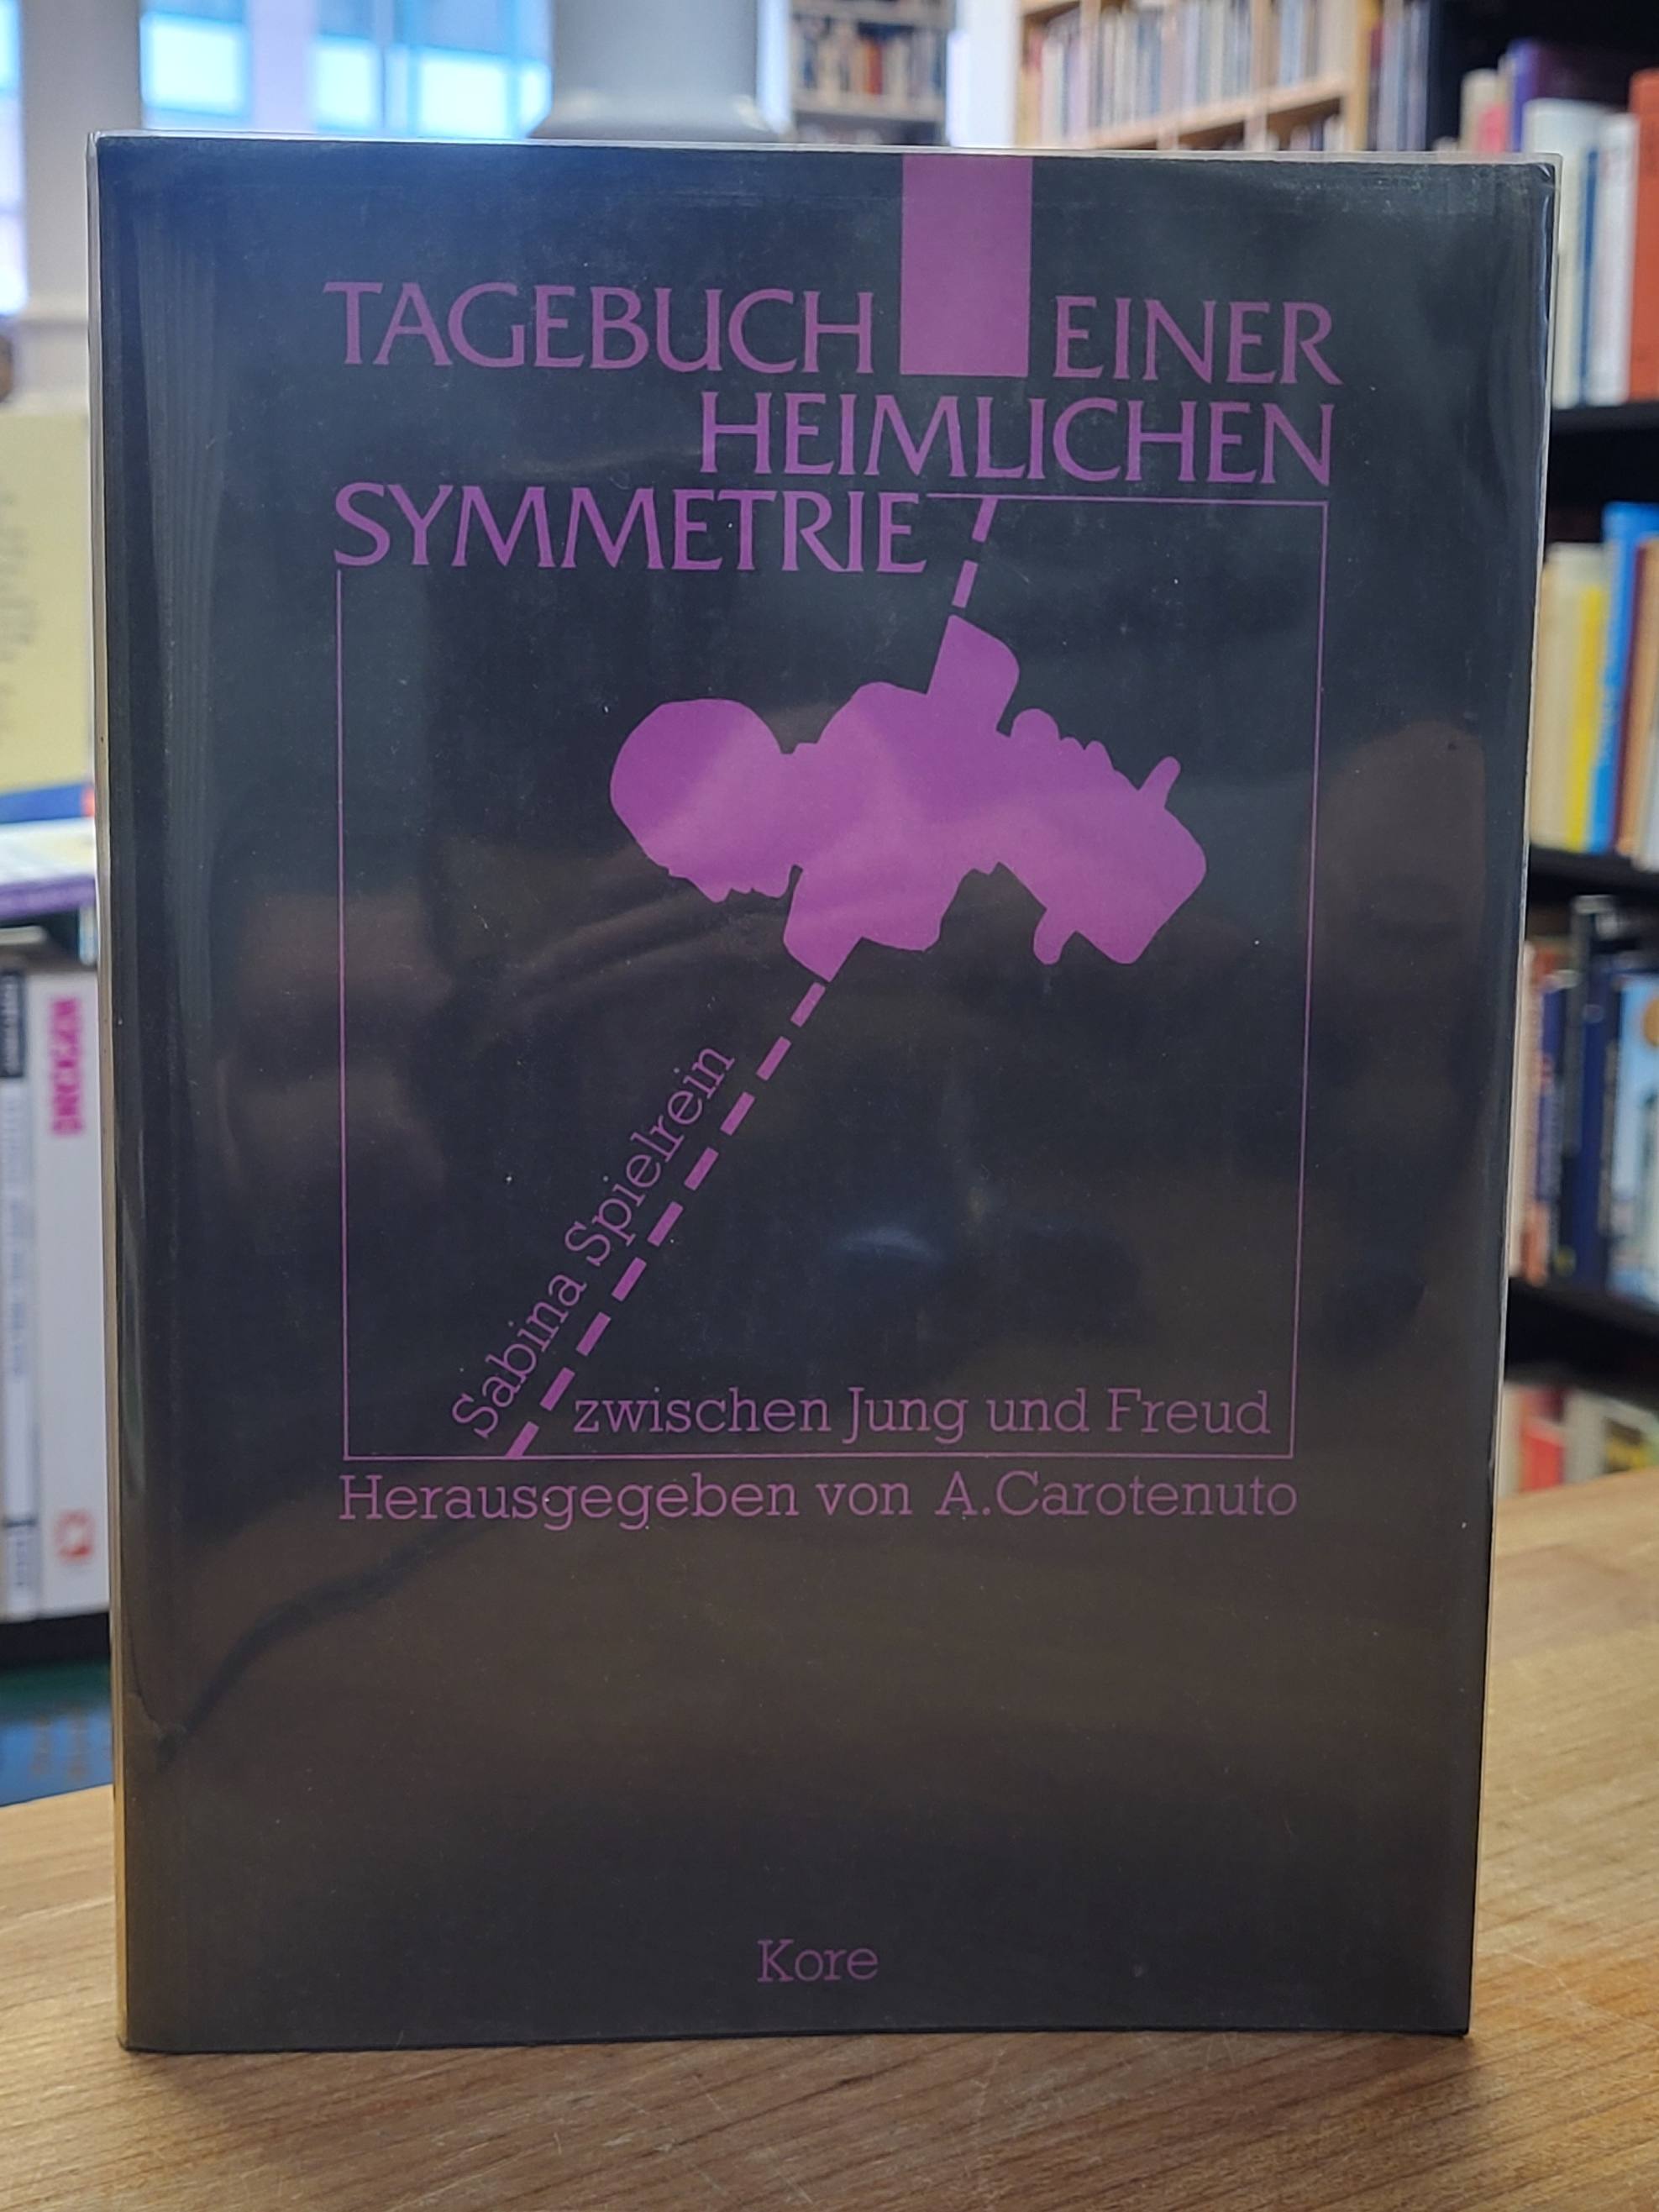 TAGEBUCH EINER
HEIMLICHEN
SYMMETRIE
Sabina Spielrein
zwischen Jung und Freud
Herausgegeben von A. Carotenuto
Kore